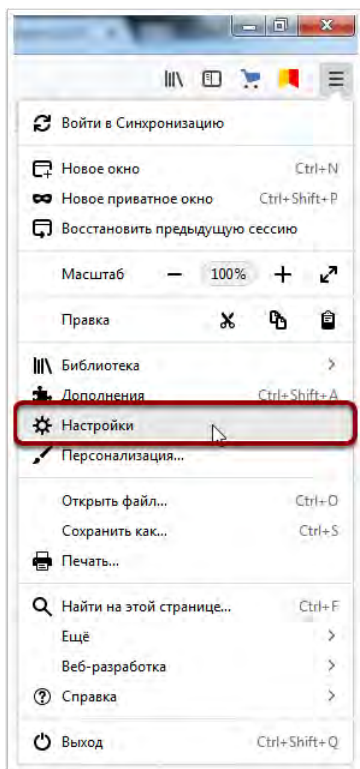 Войти в Синхронизацию
Новое окно Ctrl+N
Новое приватное окно Ctrl+Shift+P
Восстановить предыдущую сессию
Масштаб − 100% +
Правка
Библиотека >
Дополнения Ctrl+Shift+A
Настройки
Персонализация...
Открыть файл... Ctrl+O
Сохранить как... Ctrl+S
Печать...
Найти на этой странице... Ctrl+F
Ещё >
Веб-разработка >
Справка >
Выход Ctrl+Shift+Q